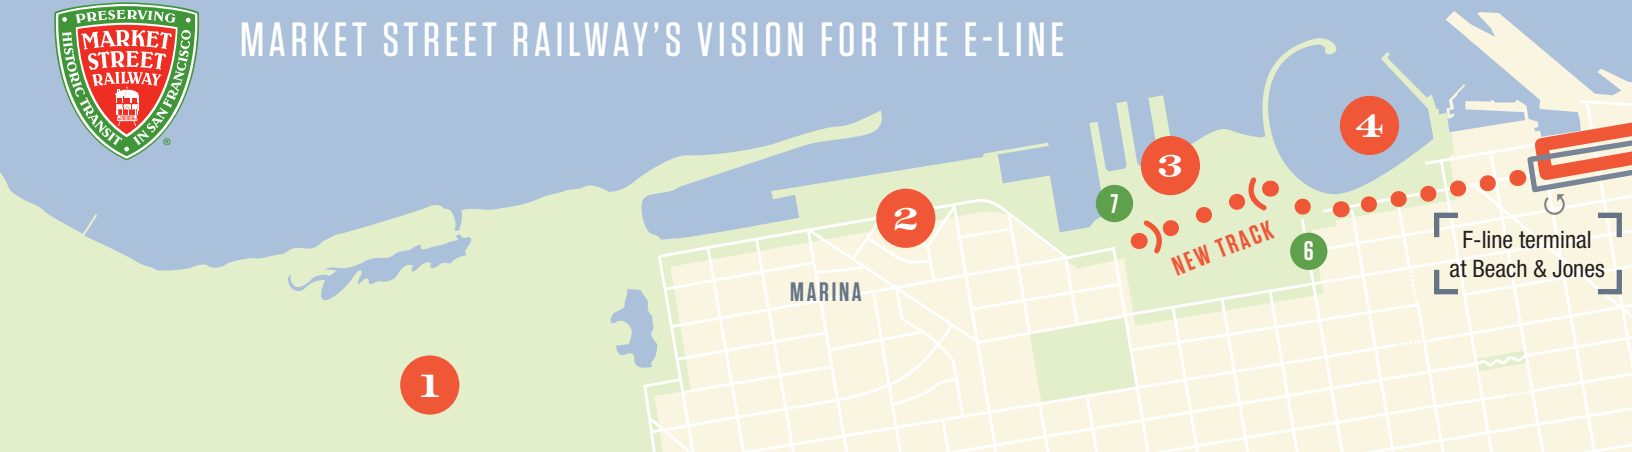 PRESERVING
HISTORIC TRANSIT • IN SAN FRANCISCO
MARKET
STREET
RAILWAY
®
MARKET STREET RAILWAY'S VISION FOR THE E-LINE
4
3
7
2
NEW TRACK
6
F-line terminal
at Beach & Jones
MARINA
1